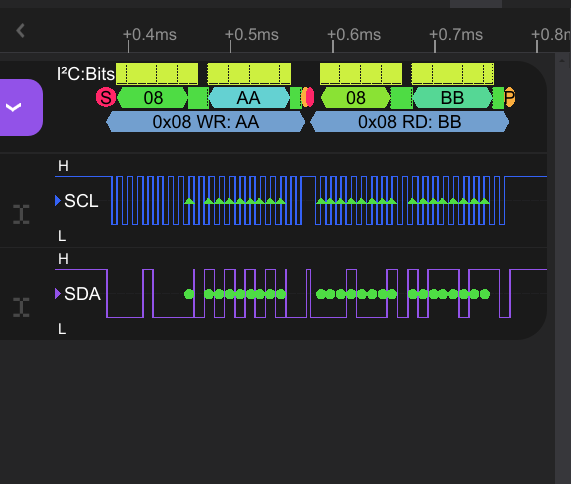 +0.4ms +0.5ms +0.6ms +0.7ms +0.8m
I²C:Bits
S 08 AA 08 BB P
0x08 WR: AA 0x08 RD: BB
H
SCL
L
H
SDA
L